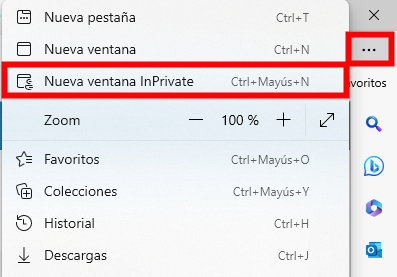 Nueva pestaña Ctrl+T
Nueva ventana Ctrl+N
Nueva ventana InPrivate Ctrl+Mayús+N
Zoom — 100 % +
Favoritos Ctrl+Mayús+O
Colecciones Ctrl+Mayús+Y
Historial Ctrl+H
Descargas Ctrl+J
voritos